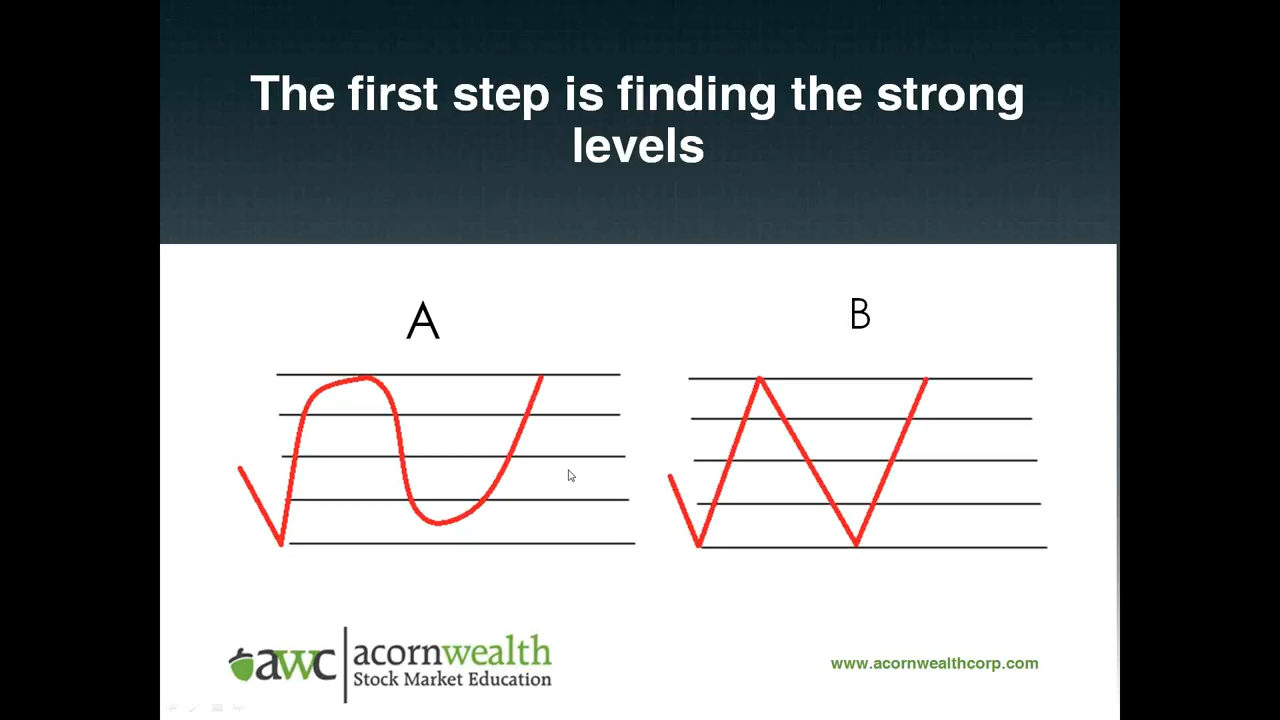 The first step is finding the strong
levels
A
B
awc acornwealth
Stock Market Education
www.acornwealthcorp.com